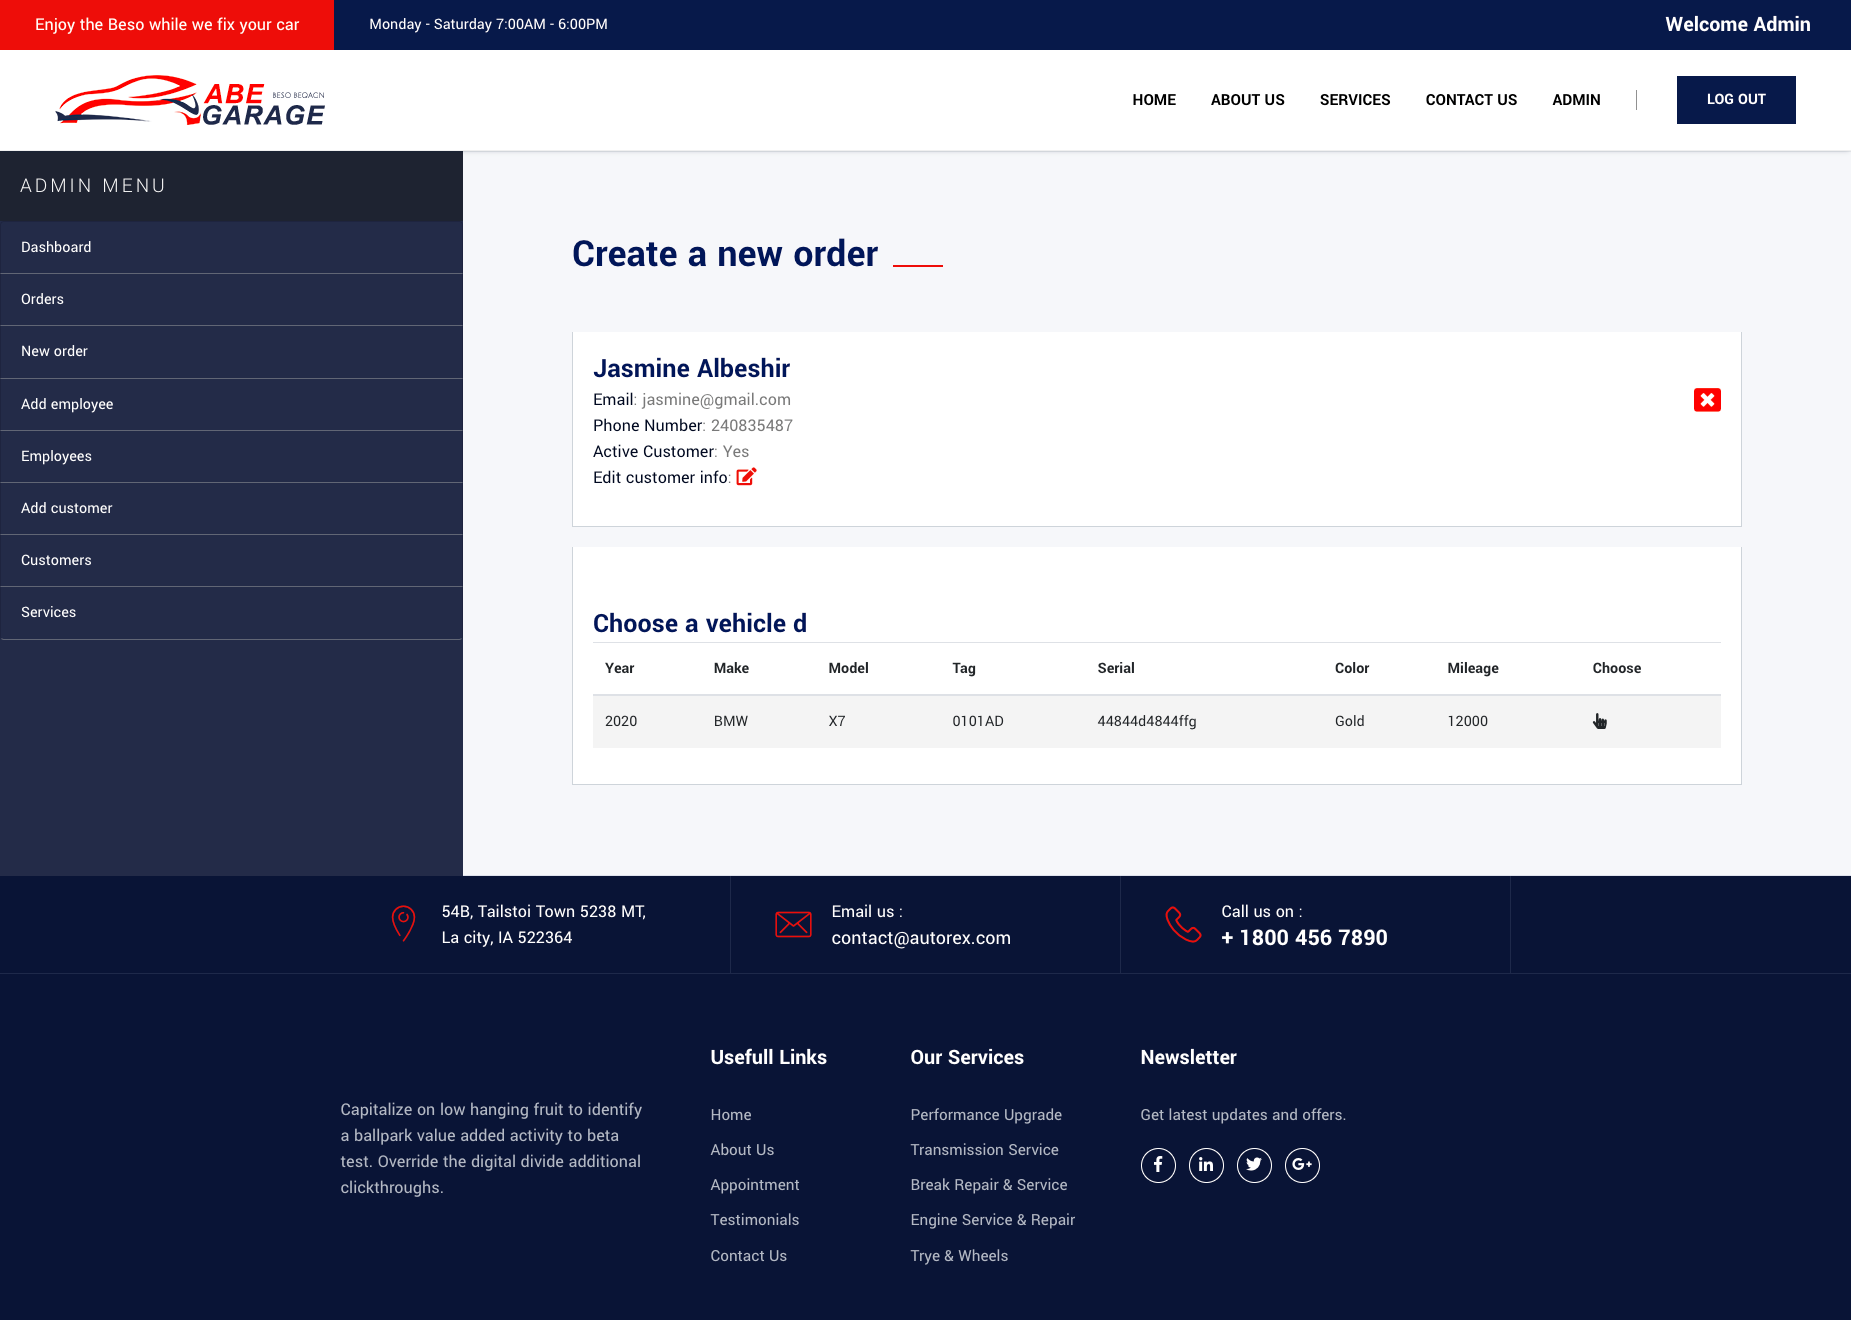 Enjoy the Beso while we fix your car
Monday - Saturday 7:00AM - 6:00PM
Welcome Admin
ABE
BESO BEQACN
GARAGE
HOME
ABOUT US
SERVICES
CONTACT US
ADMIN
LOG OUT
ADMIN MENU
Dashboard
Orders
New order
Add employee
Employees
Add customer
Customers
Services
Create a new order
Jasmine Albeshir
Email: jasmine@gmail.com
Phone Number: 240835487
Active Customer: Yes
Edit customer info:
Choose a vehicle d
Year Make Model Tag Serial Color Mileage Choose
2020 BMW X7 0101AD 44844d4844ffg Gold 12000
54B, Tailstoi Town 5238 MT,
La city, IA 522364
Email us :
contact@autorex.com
Call us on :
+ 1800 456 7890
Capitalize on low hanging fruit to identify
a ballpark value added activity to beta
test. Override the digital divide additional
clickthroughs.
Usefull Links
Home
About Us
Appointment
Testimonials
Contact Us
Our Services
Performance Upgrade
Transmission Service
Break Repair & Service
Engine Service & Repair
Trye & Wheels
Newsletter
Get latest updates and offers.